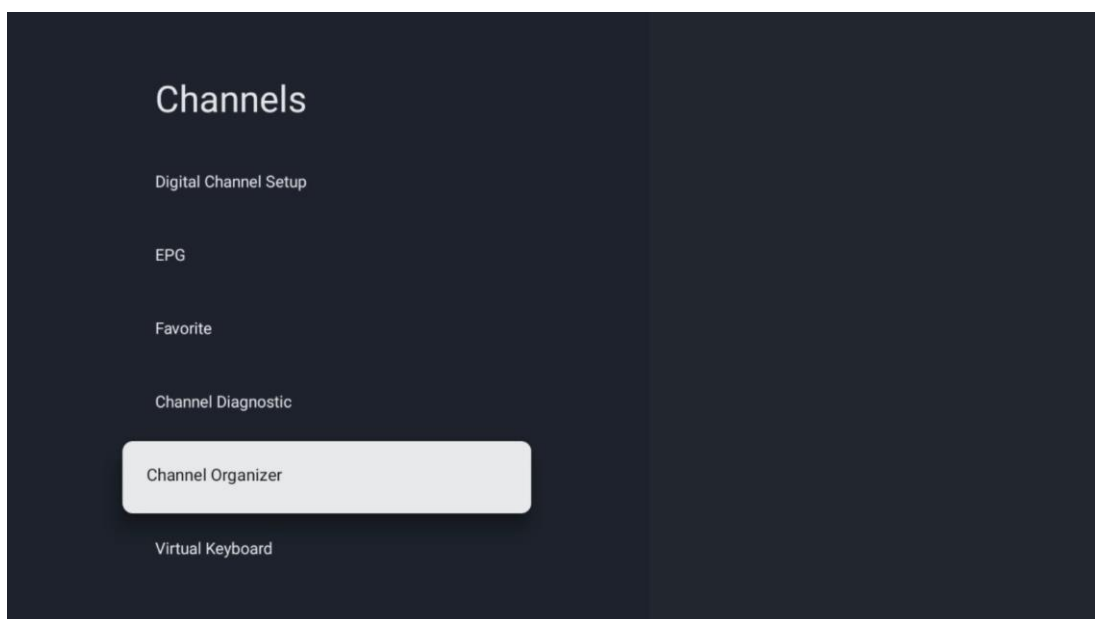 Channels
Digital Channel Setup
EPG
Favorite
Channel Diagnostic
Channel Organizer
Virtual Keyboard